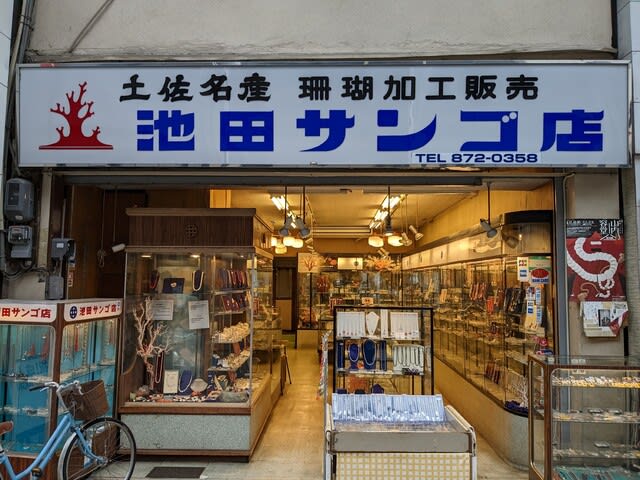 土佐名産 珊瑚加工販売
池田サンゴ店
TEL 872-0358
田サンゴ店
池田サンゴ店